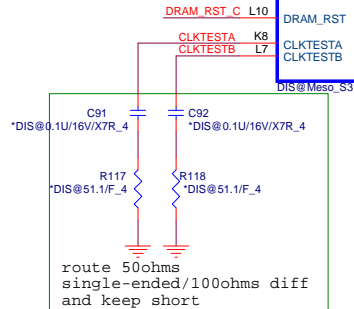 DRAM_RST_C L10 DRAM_RST
CLKTESTA K8 CLKTESTA
CLKTESTB L7 CLKTESTB
DIS@Meso_S3
C91 C92
*DIS@0.1U/16V/X7R_4 *DIS@0.1U/16V/X7R_4
R117 R118
*DIS@51.1/F_4 *DIS@51.1/F_4
route 50ohms
single-ended/100ohms diff
and keep short